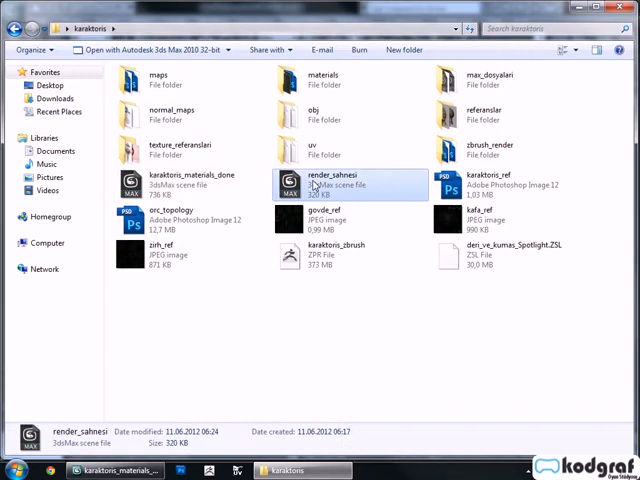 karaktoris
Search karaktoris
Organize
Open with Autodesk 3ds Max 2010 32-bit
Share with
E-mail
Burn
New folder
Favorites
Desktop
Downloads
Recent Places
Libraries
Documents
Music
Pictures
Videos
Homegroup
Computer
Network
maps
File folder
materials
File folder
max_dosyalari
File folder
normal_maps
File folder
obj
File folder
referanslar
File folder
texture_referanslari
File folder
uv
File folder
zbrush_render
File folder
karaktoris_materials_done
3dsMax scene file
736 KB
render_sahnesi
3dsMax scene file
320 KB
karaktoris_ref
Adobe Photoshop Image 12
1,03 MB
orc_topology
Adobe Photoshop Image 12
12,7 MB
govde_ref
JPEG image
0,99 MB
kafa_ref
JPEG image
990 KB
zirh_ref
JPEG image
871 KB
karaktoris_zbrush
ZPR File
373 MB
deri_ve_kumas_Spotlight.ZSL
ZSL File
30,0 MB
render_sahnesi
3dsMax scene file
Date modified: 11.06.2012 06:24
Size: 320 KB
Date created: 11.06.2012 06:17
karaktoris_materials_...
karaktoris
kodgraf